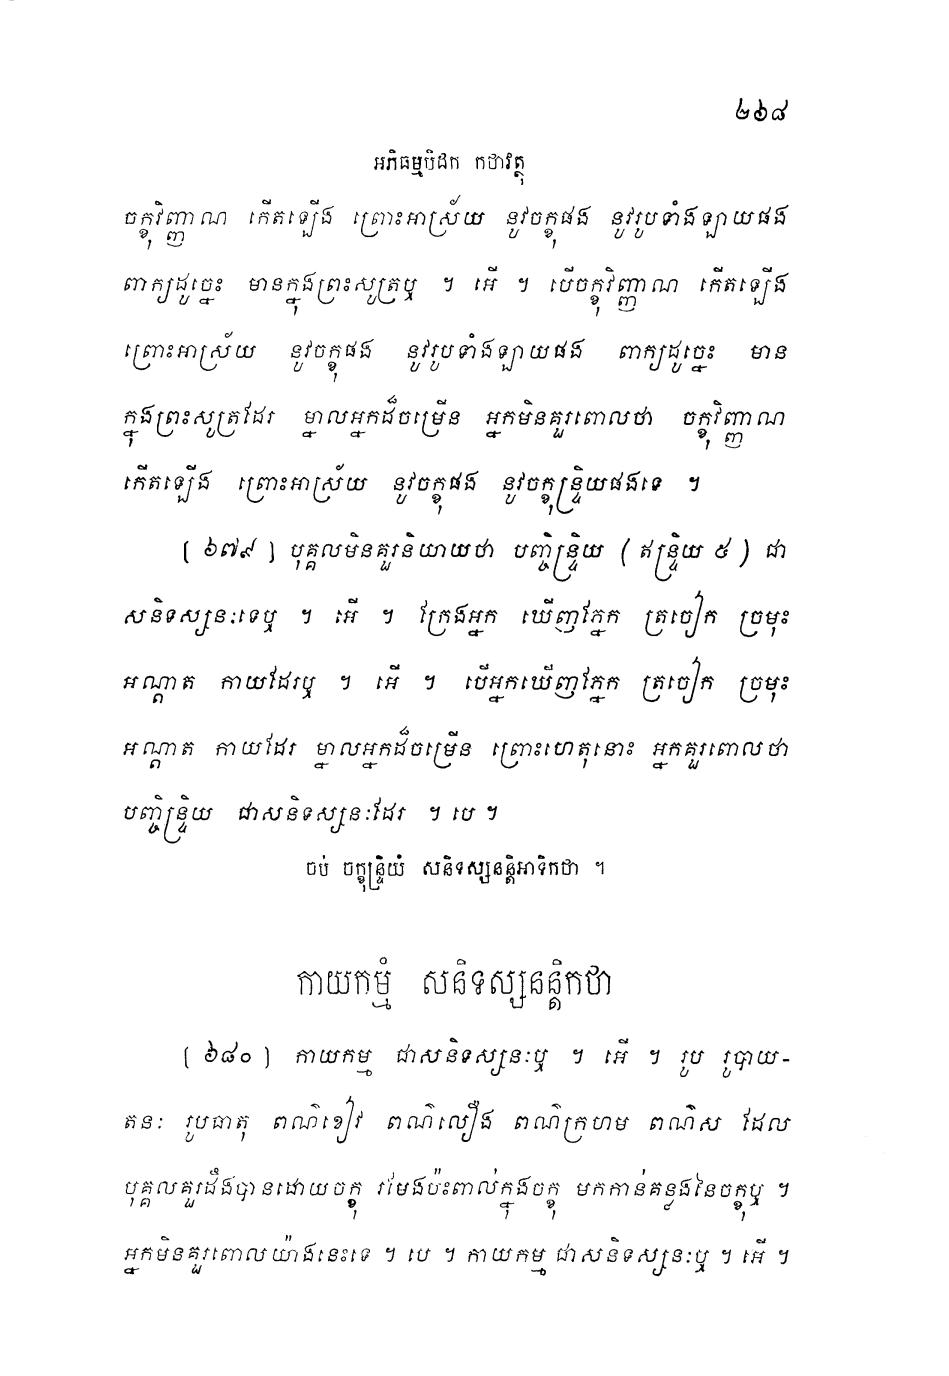 ២៦៨
អភិធម្មបិដក កថាវត្ថុ
ចក្ខុវិញ្ញាណ កើតឡើង ព្រោះអាស្រ័យ នូវចក្ខុផង នូវរូបទាំងឡាយផង
ពាក្យដូច្នេះ មានក្នុងព្រះសូត្រឬ ។ អើ ។ បើចក្ខុវិញ្ញាណ កើតឡើង
ព្រោះអាស្រ័យ នូវចក្ខុផង នូវរូបទាំងឡាយផង ពាក្យដូច្នេះ មាន
ក្នុងព្រះសូត្រដែរ ម្នាលអ្នកដ៏ចម្រើន អ្នកមិនគួរពោលថា ចក្ខុវិញ្ញាណ
កើតឡើង ព្រោះអាស្រ័យ នូវចក្ខុផង នូវចក្ខុន្ទ្រិយផងទេ ។
[ ៦៧៩ ] បុគ្គលមិនគួរនិយាយថា បញ្ចិន្ទ្រិយ ( ឥន្ទ្រិយ ៥ ) ជា
សនិទស្សនៈទេឬ ។ អើ ។ ក្រែងអ្នក ឃើញភ្នែក ត្រចៀក ច្រមុះ
អណ្តាត កាយដែរឬ ។ អើ ។ បើអ្នកឃើញភ្នែក ត្រចៀក ច្រមុះ
អណ្តាត កាយដែរ ម្នាលអ្នកដ៏ចម្រើន ព្រោះហេតុនោះ អ្នកគួរពោលថា
បញ្ចិន្ទ្រិយ ជាសនិទស្សនៈដែរ ។ បេ ។
ចប់ ចក្ខុន្ទ្រិយំ សនិទស្សនន្តិអាទិកថា ។
កាយកម្មំ សនិទស្សនន្តិកថា
[ ៦៨០ ] កាយកម្ម ជាសនិទស្សនៈឬ ។ អើ ។ រូប រូបាយ-
តនៈ រូបធាតុ ពណ៌ខៀវ ពណ៌លឿង ពណ៌ក្រហម ពណ៌ស ដែល
បុគ្គលគួរដឹងបានដោយចក្ខុ រមែងប៉ះពាល់ក្នុងចក្ខុ មកកាន់គន្លងនៃចក្ខុឬ ។
អ្នកមិនគួរពោលយ៉ាងនេះទេ ។ បេ ។ កាយកម្ម ជាសនិទស្សនៈឬ ។ អើ ។